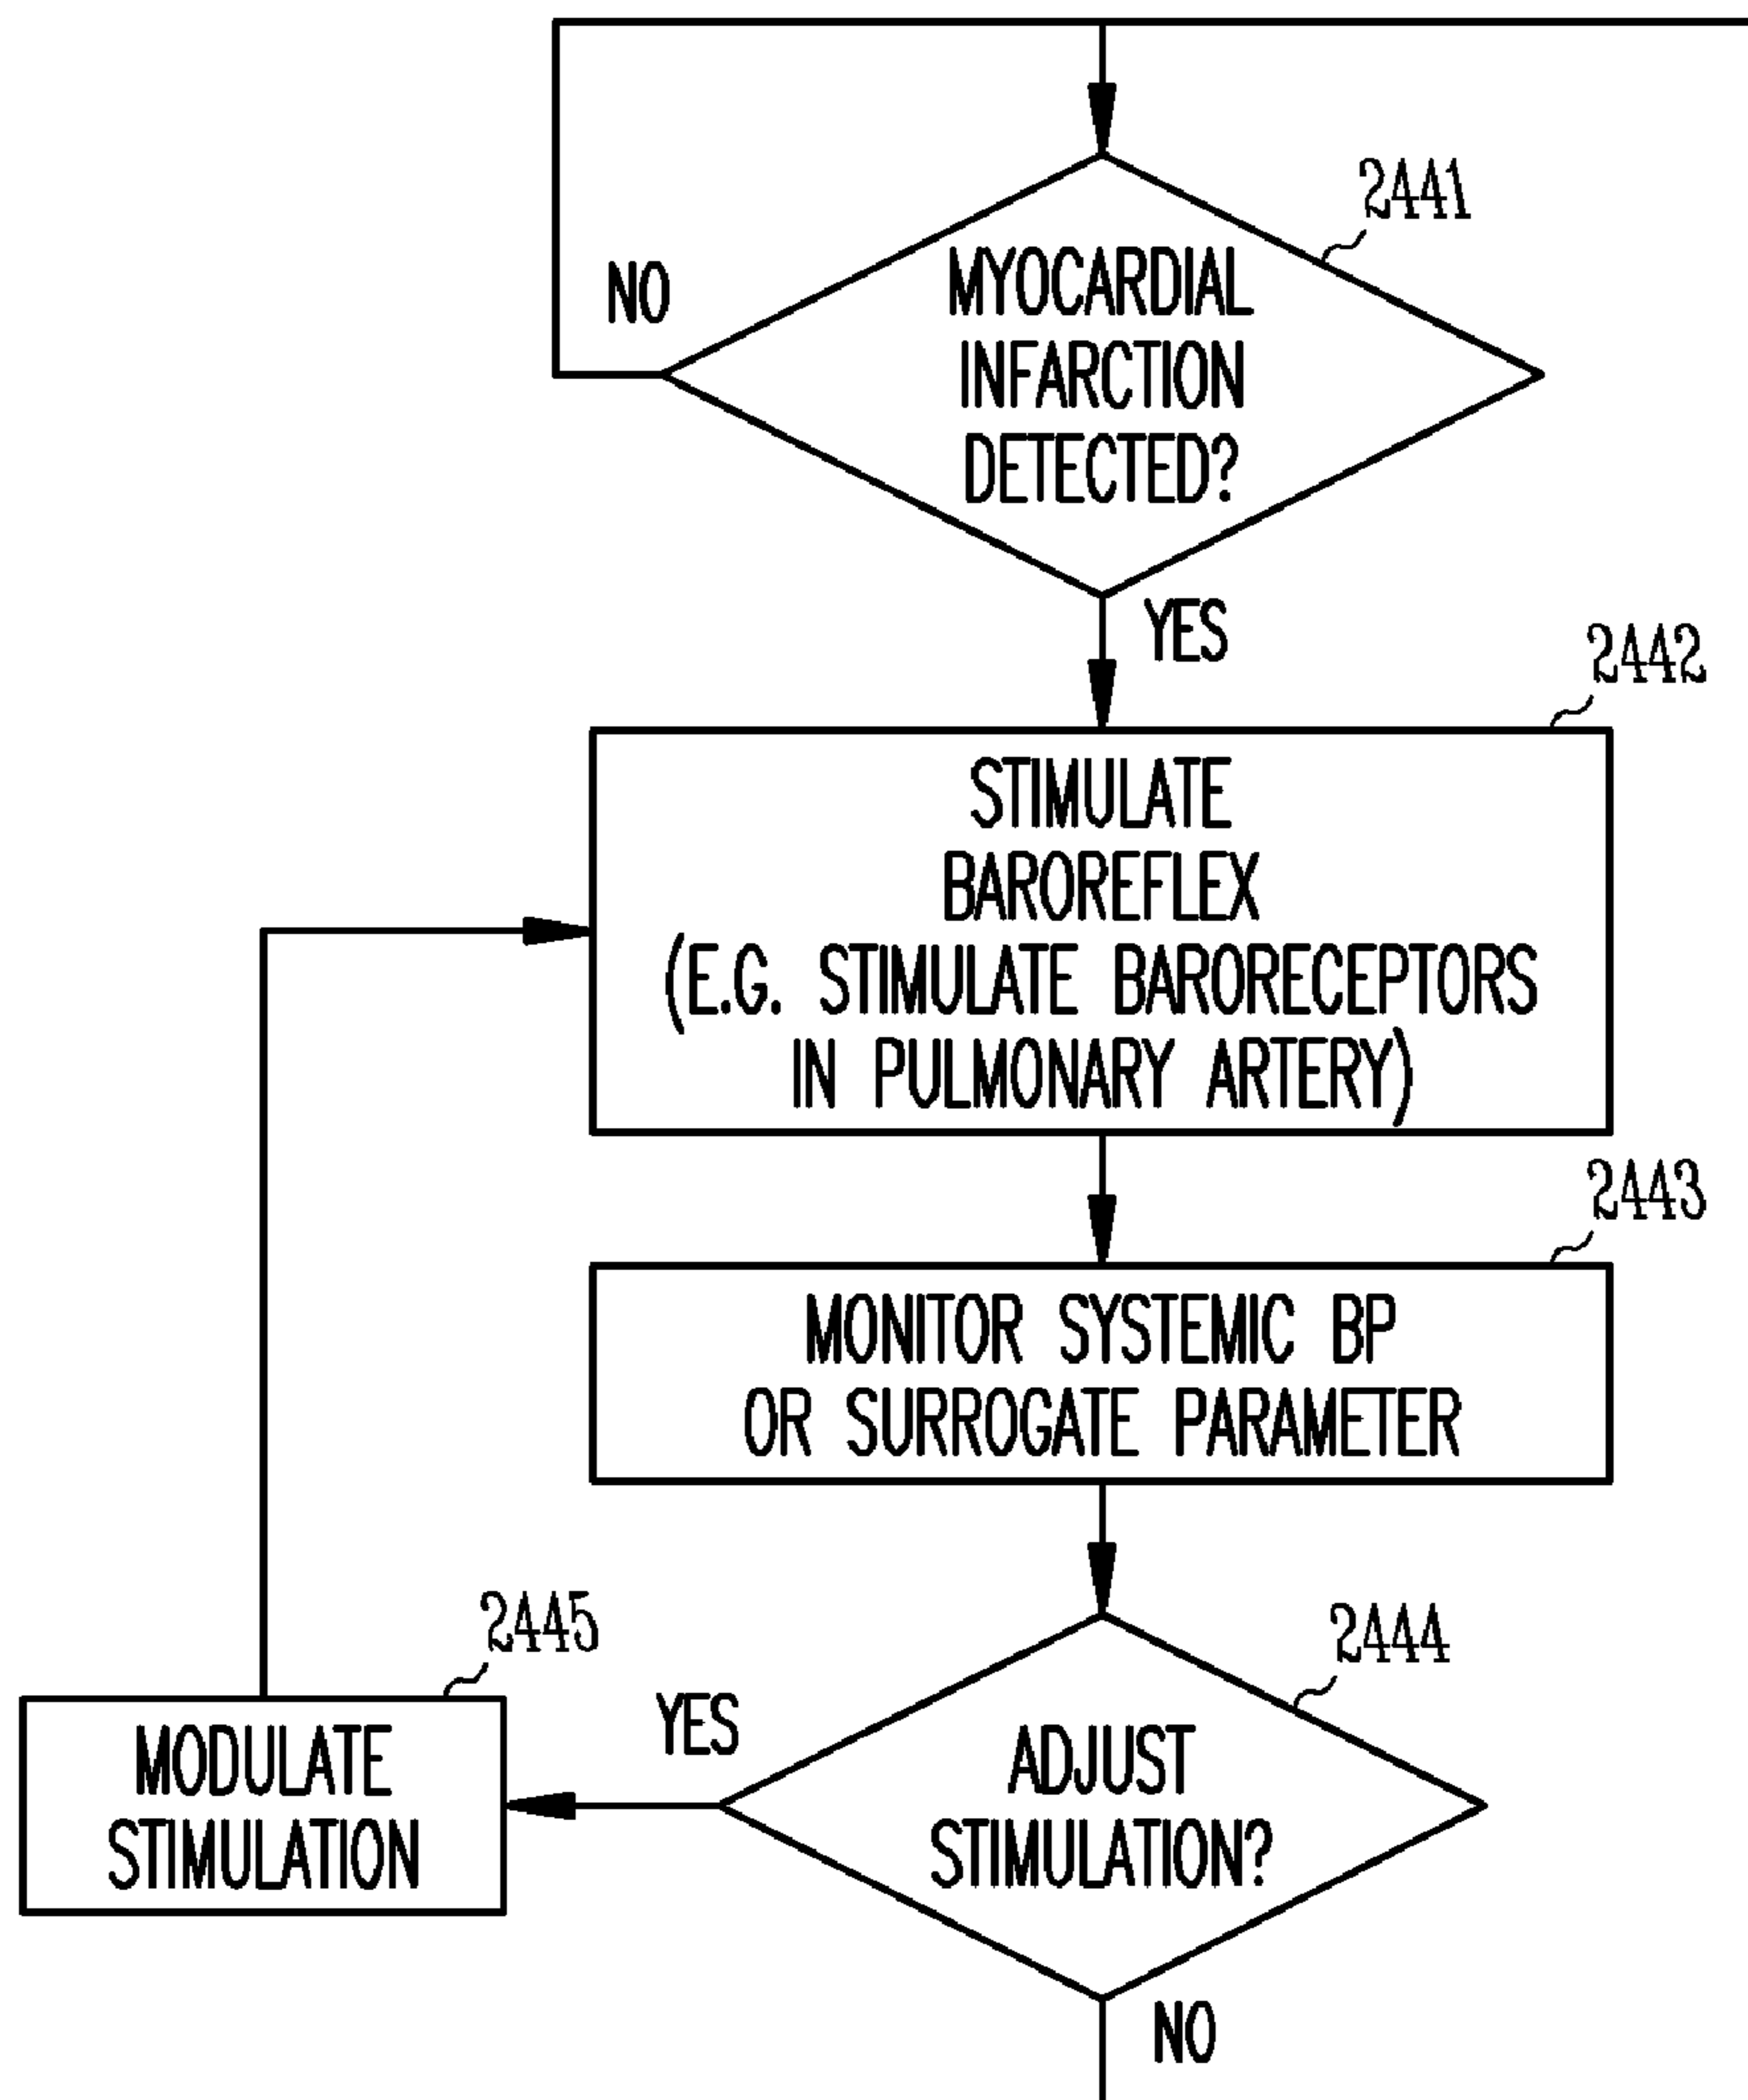 2441
MYOCARDIAL
INFARCTION
DETECTED?
NO
YES
2442
STIMULATE
BAROREFLEX
(E.G. STIMULATE BARORECEPTORS
IN PULMONARY ARTERY)
2443
MONITOR SYSTEMIC BP
OR SURROGATE PARAMETER
2444
ADJUST
STIMULATION?
YES
2445
MODULATE
STIMULATION
NO